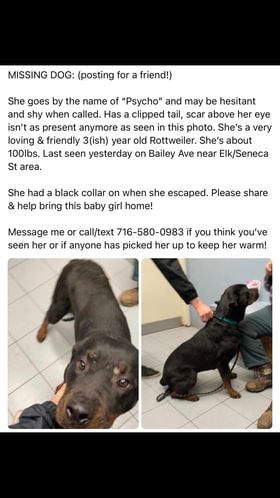 MISSING DOG: (posting for a friend!)
She goes by the name of "Psycho" and may be hesitant
and shy when called. Has a clipped tail, scar above her eye
isn't as present anymore as seen in this photo. She's a very
loving & friendly 3(ish) year old Rottweiler. She's about
100lbs. Last seen yesterday on Bailey Ave near Elk/Seneca
St area.
She had a black collar on when she escaped. Please share
& help bring this baby girl home!
Message me or call/text 716-580-0983 if you think you've
seen her or if anyone has picked her up to keep her warm!